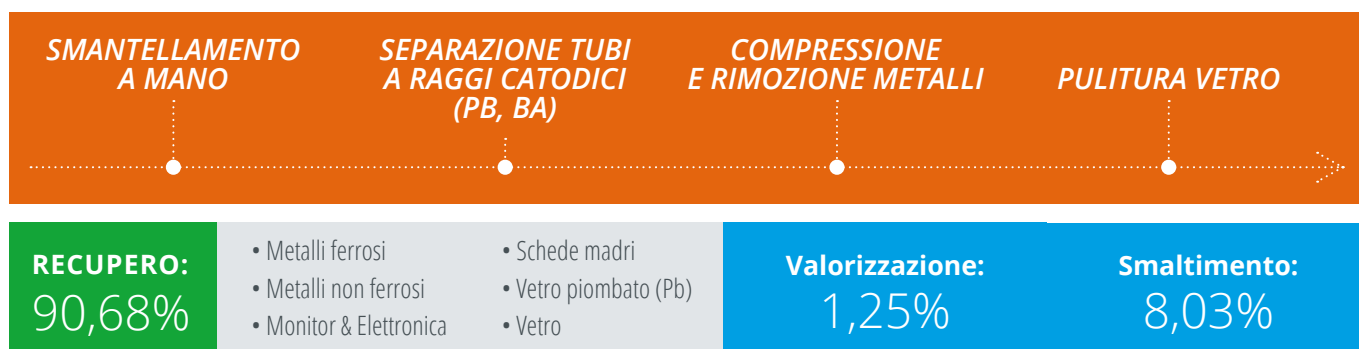 SMANTELLAMENTO
A MANO
SEPARAZIONE TUBI
A RAGGI CATODICI
(PB, BA)
COMPRESSIONE
E RIMOZIONE METALLI
PULITURA VETRO
RECUPERO:
90,68%
• Metalli ferrosi
• Metalli non ferrosi
• Monitor & Elettronica
• Schede madri
• Vetro piombato (Pb)
• Vetro
Valorizzazione:
1,25%
Smaltimento:
8,03%